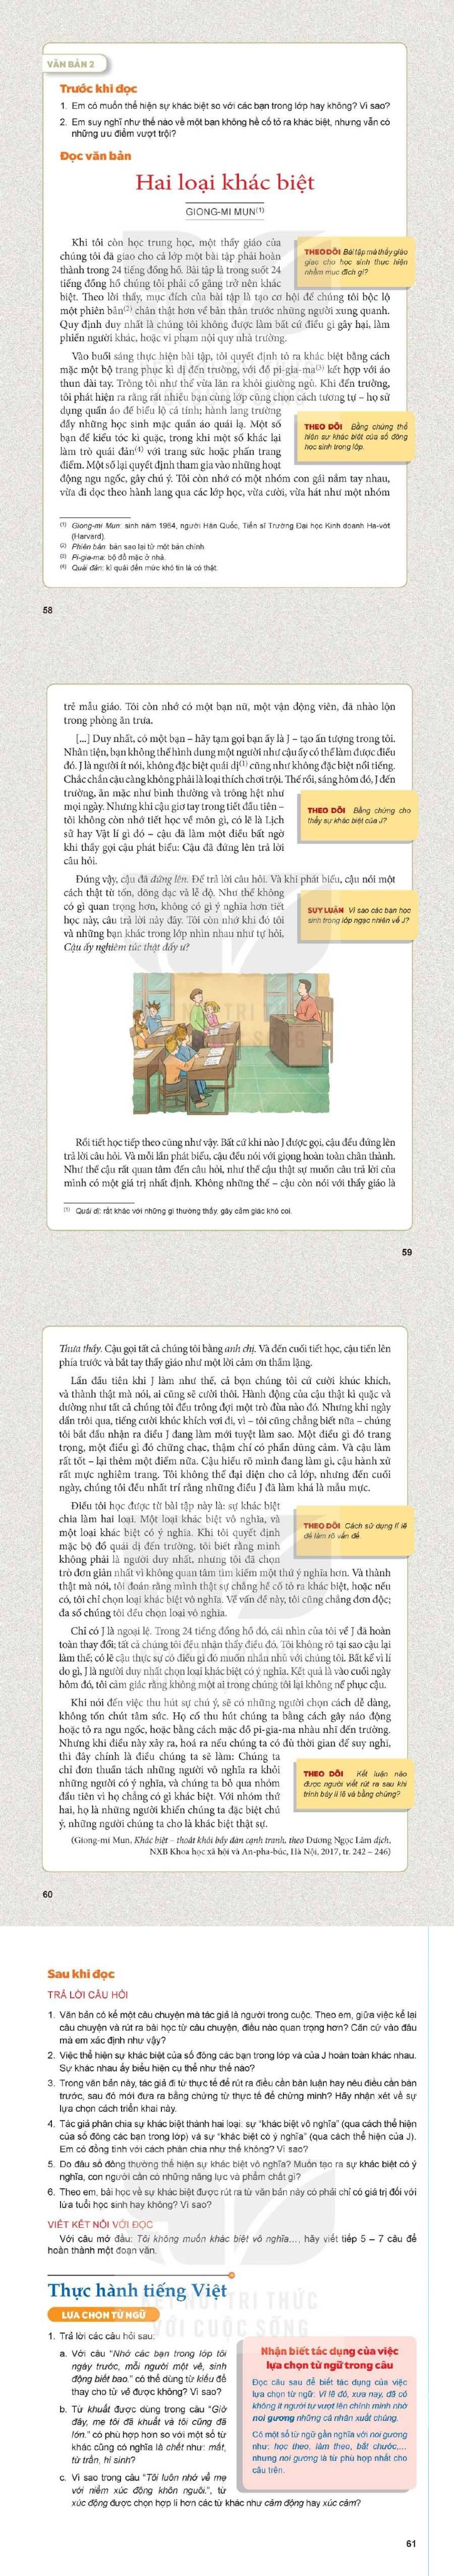 VĂN BẢN 2
Trước khi đọc
1. Em có muốn thể hiện sự khác biệt so với các bạn trong lớp hay không? Vì sao?
2. Em suy nghĩ như thế nào về một bạn không hề cố tỏ ra khác biệt, nhưng vẫn có
những ưu điểm vượt trội?
Đọc văn bản
Hai loại khác biệt
GIONG-MI MUN(1)
Khi tôi còn học trung học, một thầy giáo của
chúng tôi đã giao cho cả lớp một bài tập phải hoàn
thành trong 24 tiếng đồng hồ. Bài tập là trong suốt 24
tiếng đồng hồ chúng tôi phải cố gắng trở nên khác
biệt. Theo lời thầy, mục đích của bài tập là tạo cơ hội để chúng tôi bộc lộ
một phiên bản(2) chân thật hơn về bản thân trước những người xung quanh.
Quy định duy nhất là chúng tôi không được làm bất cứ điều gì gây hại, làm
phiền người khác, hoặc vi phạm nội quy nhà trường.
THEO DÕI Bài tập mà thầy giáo
giao cho học sinh thực hiện
nhằm mục đích gì?
Vào buổi sáng thực hiện bài tập, tôi quyết định tỏ ra khác biệt bằng cách
mặc một bộ trang phục kì dị đến trường, với đồ pi-gia-ma(3) kết hợp với áo
thun dài tay. Trông tôi như thể vừa lăn ra khỏi giường ngủ. Khi đến trường,
tôi phát hiện ra rằng rất nhiều bạn cùng lớp cũng chọn cách tương tự – họ sử
dụng quần áo để biểu lộ cá tính; hành lang trường
đầy những học sinh mặc quần áo quái lạ. Một số
bạn để kiểu tóc kì quặc, trong khi một số khác lại
làm trò quái đản(4) với trang sức hoặc phấn trang
điểm. Một số lại quyết định tham gia vào những hoạt
động ngu ngốc, gây chú ý. Tôi còn nhớ có một nhóm con gái nắm tay nhau,
vừa đi dọc theo hành lang qua các lớp học, vừa cười, vừa hát như một nhóm
THEO DÕI Bằng chứng thể
hiện sự khác biệt của số đông
học sinh trong lớp.
(1) Giong-mi Mun: sinh năm 1964, người Hàn Quốc, Tiến sĩ Trường Đại học Kinh doanh Ha-vớt
(Harvard).
(2) Phiên bản: bản sao lại từ một bản chính.
(3) Pi-gia-ma: bộ đồ mặc ở nhà.
(4) Quái đản: kì quái đến mức khó tin là có thật.
58
trẻ mẫu giáo. Tôi còn nhớ có một bạn nữ, một vận động viên, đã nhào lộn
trong phòng ăn trưa.
[...] Duy nhất, có một bạn – hãy tạm gọi bạn ấy là J – tạo ấn tượng trong tôi.
Nhân tiện, bạn không thể hình dung một người như cậu ấy có thể làm được điều
đó. J là người ít nói, không đặc biệt quái dị(1) cũng như không đặc biệt nổi tiếng.
Chắc chắn cậu càng không phải là loại thích chơi trội. Thế rồi, sáng hôm đó, J đến
trường, ăn mặc như bình thường và trông hệt như
mọi ngày. Nhưng khi cậu giơ tay trong tiết đầu tiên –
tôi không còn nhớ tiết học về môn gì, có lẽ là Lịch
sử hay Vật lí gì đó – cậu đã làm một điều bất ngờ
khi thầy gọi cậu phát biểu: Cậu đã đứng lên trả lời
câu hỏi.
THEO DÕI Bằng chứng cho
thấy sự khác biệt của J?
Đúng vậy, cậu đã đứng lên. Để trả lời câu hỏi. Và khi phát biểu, cậu nói một
cách thật từ tốn, dõng dạc và lễ độ. Như thể không
có gì quan trọng hơn, không có gì ý nghĩa hơn tiết
học này, câu trả lời này đây. Tôi còn nhớ khi đó tôi
và những bạn khác trong lớp nhìn nhau như tự hỏi,
Cậu ấy nghiêm túc thật đấy ư?
SUY LUẬN Vì sao các bạn học
sinh trong lớp ngạc nhiên về J?
Rồi tiết học tiếp theo cũng như vậy. Bất cứ khi nào J được gọi, cậu đều đứng lên
trả lời câu hỏi. Và mỗi lần phát biểu, cậu đều nói với giọng hoàn toàn chân thành.
Như thể cậu rất quan tâm đến câu hỏi, như thể cậu thật sự muốn câu trả lời của
mình có một giá trị nhất định. Không những thế – cậu còn nói với thầy giáo là
(1) Quái dị: rất khác với những gì thường thấy, gây cảm giác khó coi.
59
Thưa thầy. Cậu gọi tất cả chúng tôi bằng anh chị. Và đến cuối tiết học, cậu tiến lên
phía trước và bắt tay thầy giáo như một lời cảm ơn thầm lặng.
Lần đầu tiên khi J làm như thế, cả bọn chúng tôi cứ cười khúc khích,
và thành thật mà nói, ai cũng sẽ cười thôi. Hành động của cậu thật kì quặc và
dường như tất cả chúng tôi đều trông đợi một trò đùa nào đó. Nhưng khi ngày
dần trôi qua, tiếng cười khúc khích vơi đi, vì – tôi cũng chẳng biết nữa – chúng
tôi bắt đầu nhận ra điều J đang làm mới tuyệt làm sao. Một điều gì đó trang
trọng, một điều gì đó chững chạc, thậm chí có phần dũng cảm. Và cậu làm
rất tốt – lại thêm một điểm nữa. Cậu hiểu rõ mình đang làm gì, cậu hành xử
rất mực nghiêm trang. Tôi không thể đại diện cho cả lớp, nhưng đến cuối
ngày, chúng tôi đều nhất trí rằng những điều J đã làm khá là mẫu mực.
Điều tôi học được từ bài tập này là: sự khác biệt
chia làm hai loại. Một loại khác biệt vô nghĩa, và
một loại khác biệt có ý nghĩa. Khi tôi quyết định
mặc bộ đồ quái dị đến trường, tôi biết rằng mình
không phải là người duy nhất, nhưng tôi đã chọn
trò đơn giản nhất vì không quan tâm tìm kiếm một thứ ý nghĩa hơn. Và thành
thật mà nói, tôi đoán rằng mình thật sự chẳng hề cố tỏ ra khác biệt, hoặc nếu
có, tôi chỉ chọn loại khác biệt vô nghĩa. Về vấn đề này, tôi cũng chẳng đơn độc;
đa số chúng tôi đều chọn loại vô nghĩa.
THEO DÕI Cách sử dụng lí lẽ
để làm rõ vấn đề.
Chỉ có J là ngoại lệ. Trong 24 tiếng đồng hồ đó, cái nhìn của tôi về J đã hoàn
toàn thay đổi; tất cả chúng tôi đều nhận thấy điều đó. Tôi không rõ tại sao cậu lại
làm thế; có lẽ cậu thực sự có điều gì đó muốn nhắn nhủ với chúng tôi. Bất kể vì lí
do gì, J là người duy nhất chọn loại khác biệt có ý nghĩa. Kết quả là vào cuối ngày
hôm đó, tôi cảm giác rằng không một ai trong chúng tôi lại không nể phục cậu.
Khi nói đến việc thu hút sự chú ý, sẽ có những người chọn cách dễ dàng,
không tốn chút tâm sức. Họ cố thu hút chúng ta bằng cách gây náo động
hoặc tỏ ra ngu ngốc, hoặc bằng cách mặc đồ pi-gia-ma nhàu nhĩ đến trường.
Nhưng khi điều này xảy ra, hoá ra nếu chúng ta có đủ thời gian để suy nghĩ,
thì đây chính là điều chúng ta sẽ làm: Chúng ta
chỉ đơn thuần tách những người vô nghĩa ra khỏi
những người có ý nghĩa, và chúng ta bỏ qua nhóm
đầu tiên vì họ chẳng có gì khác biệt. Với nhóm thứ
hai, họ là những người khiến chúng ta đặc biệt chú
ý, những người chúng ta cho là khác biệt thật sự.
THEO DÕI Kết luận nào
được người viết rút ra sau khi
trình bày lí lẽ và bằng chứng?
(Giong-mi Mun, Khác biệt – thoát khỏi bầy đàn cạnh tranh, theo Dương Ngọc Lâm dịch,
NXB Khoa học xã hội và An-pha-búc, Hà Nội, 2017, tr. 242 – 246)
60
Sau khi đọc
TRẢ LỜI CÂU HỎI
1. Văn bản có kể một câu chuyện mà tác giả là người trong cuộc. Theo em, giữa việc kể lại
câu chuyện và rút ra bài học từ câu chuyện, điều nào quan trọng hơn? Căn cứ vào đâu
mà em xác định như vậy?
2. Việc thể hiện sự khác biệt của số đông các bạn trong lớp và của J hoàn toàn khác nhau.
Sự khác nhau ấy biểu hiện cụ thể như thế nào?
3. Trong văn bản này, tác giả đi từ thực tế để rút ra điều cần bàn luận hay nêu điều cần bàn
trước, sau đó mới đưa ra bằng chứng từ thực tế để chứng minh? Hãy nhận xét về sự
lựa chọn cách triển khai này.
4. Tác giả phân chia sự khác biệt thành hai loại: sự “khác biệt vô nghĩa” (qua cách thể hiện
của số đông các bạn trong lớp) và sự “khác biệt có ý nghĩa” (qua cách thể hiện của J).
Em có đồng tình với cách phân chia như thế không? Vì sao?
5. Do đâu số đông thường thể hiện sự khác biệt vô nghĩa? Muốn tạo ra sự khác biệt có ý
nghĩa, con người cần có những năng lực và phẩm chất gì?
6. Theo em, bài học về sự khác biệt được rút ra từ văn bản này có phải chỉ có giá trị đối với
lứa tuổi học sinh hay không? Vì sao?
VIẾT KẾT NỐI VỚI ĐỌC
Với câu mở đầu: Tôi không muốn khác biệt vô nghĩa..., hãy viết tiếp 5 – 7 câu để
hoàn thành một đoạn văn.
Thực hành tiếng Việt
LỰA CHỌN TỪ NGỮ
1. Trả lời các câu hỏi sau:
a. Với câu “Nhớ các bạn trong lớp tôi
ngày trước, mỗi người một vẻ, sinh
động biết bao.” có thể dùng từ kiểu để
thay cho từ vẻ được không? Vì sao?
b. Từ khuất được dùng trong câu “Giờ
đây, mẹ tôi đã khuất và tôi cũng đã
lớn.” có phù hợp hơn so với một số từ
khác cũng có nghĩa là chết như: mất,
từ trần, hi sinh?
c. Vì sao trong câu “Tôi luôn nhớ về mẹ
với niềm xúc động khôn nguôi.”, từ
xúc động được chọn hợp lí hơn các từ khác như cảm động hay xúc cảm?
Nhận biết tác dụng của việc
lựa chọn từ ngữ trong câu
Đọc câu sau để biết tác dụng của việc
lựa chọn từ ngữ: Vì lẽ đó, xưa nay, đã có
không ít người tự vượt lên chính mình nhờ
noi gương những cá nhân xuất chúng.
Có một số từ ngữ gần nghĩa với noi gương
như: học theo, làm theo, bắt chước,...
nhưng noi gương là từ phù hợp nhất cho
câu trên.
61
KẾT NỐI TRI THỨC
VỚI CUỘC SỐNG